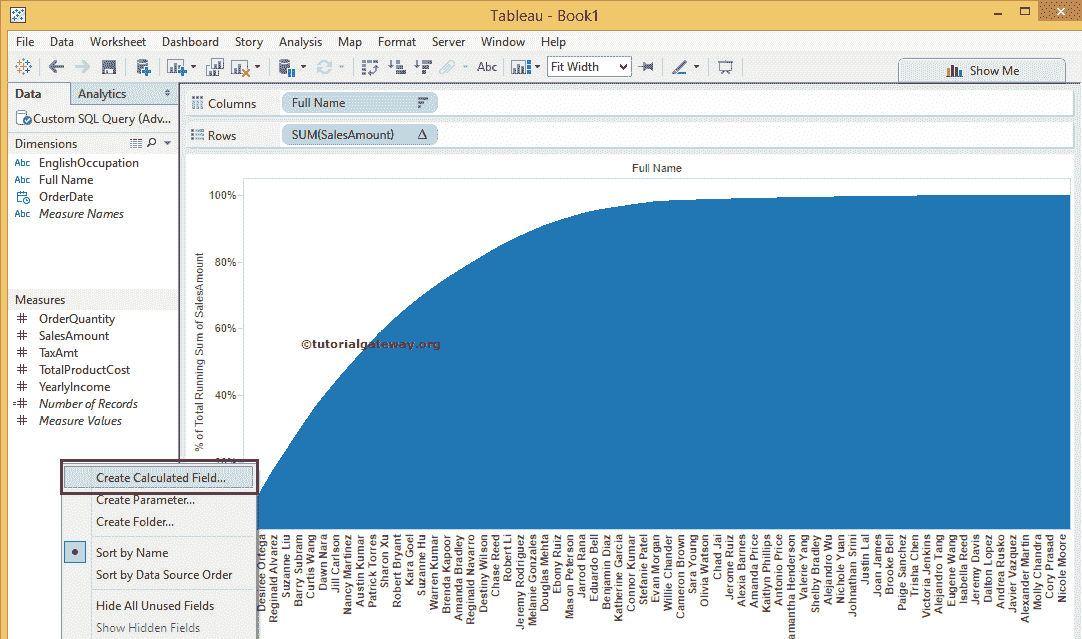 Tableau - Book1
File Data Worksheet Dashboard Story Analysis Map Format Server Window Help
Abc Fit Width Show Me
Data Analytics
Custom SQL Query (Adv...
Dimensions
Abc EnglishOccupation
Abc Full Name
OrderDate
Abc Measure Names
Measures
OrderQuantity
SalesAmount
TaxAmt
TotalProductCost
YearlyIncome
Number of Records
Measure Values
Create Calculated Field...
Create Parameter...
Create Folder...
Sort by Name
Sort by Data Source Order
Hide All Unused Fields
Show Hidden Fields
Columns Full Name
Rows SUM(SalesAmount) Δ
Full Name
% of Total Running Sum of SalesAmount
100%
80%
60%
40%
©tutorialgateway.org
Desiree Ortega
Reginald Alvarez
Suzanne Liu
Barry Subram
Curtis Wang
Dawn Nara
Jill Carlson
Nancy Martinez
Austin Kumar
Patrick Torres
Sharon Xu
Robert Bryant
Kara Goel
Suzanne Hu
Warren Kumar
Brenda Kapoor
Amanda Bradley
Reginald Navarro
Destiny Wilson
Chase Reed
Robert Li
Jeremy Rodriguez
Melanie Gonzales
Douglas Mehta
Ebony Ruiz
Mason Peterson
Jarrod Rana
Eduardo Bell
Benjamin Diaz
Katherine Garcia
Connor Kumar
Stefanie Patel
Evan Morgan
Willie Chander
Cameron Brown
Sara Young
Olivia Watson
Chad Jai
Jerome Ruiz
Alexia Barnes
Amanda Price
Kaitlyn Phillips
Antonio Price
amantha Henderson
Valerie Yang
Shelby Bradley
Alejandro Wu
Nichole Yuan
Johnathan Suri
Justin Lal
Joan James
Brooke Bell
Paige Sanchez
Trisha Chen
Victoria Jenkins
Alejandro Tang
Eugene Wang
Isabella Reed
Jeremy Davis
Dalton Lopez
Andrea Rusko
Javier Vazquez
Alexander Martin
Molly Chandra
Cory Prasad
Nicole Moore